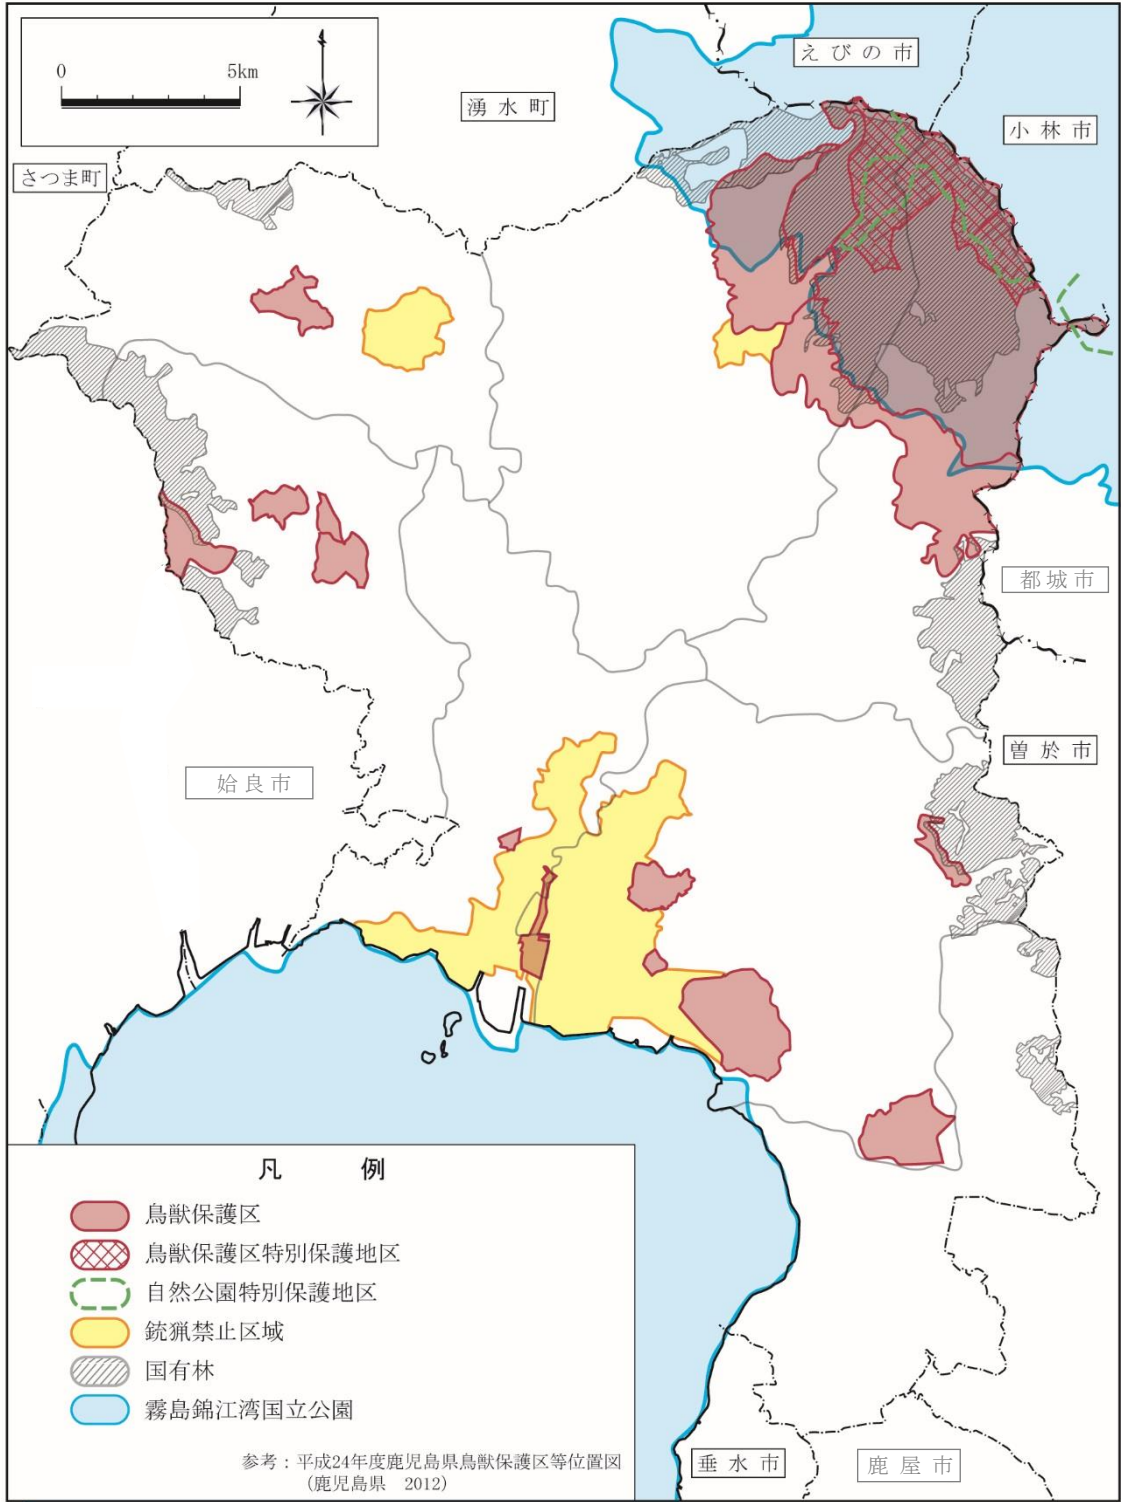 0 5km
えびの市
湧水町
小林市
さつま町
都城市
曽於市
姶良市
凡 例
鳥獣保護区
鳥獣保護区特別保護地区
自然公園特別保護地区
銃猟禁止区域
国有林
霧島錦江湾国立公園
参考：平成24年度鹿児島県鳥獣保護区等位置図
(鹿児島県 2012)
垂水市
鹿屋市